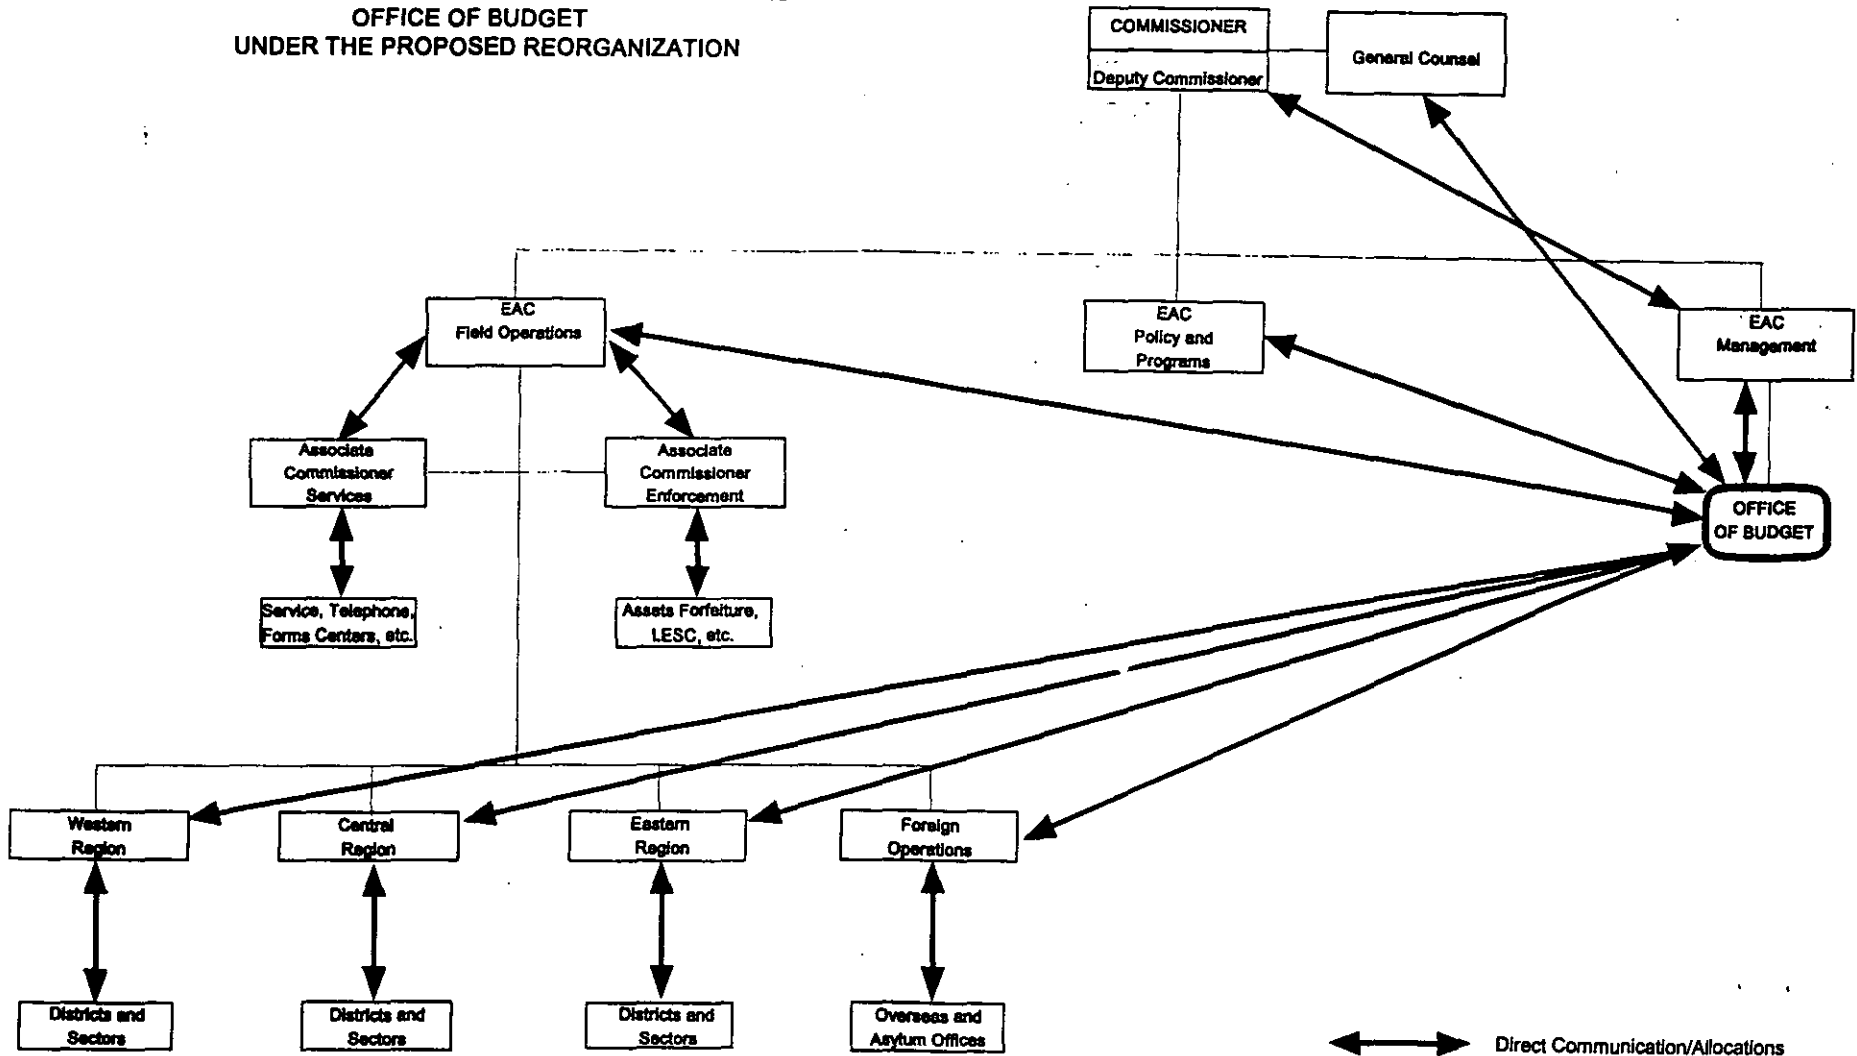 OFFICE OF BUDGET
UNDER THE PROPOSED REORGANIZATION
COMMISSIONER
Deputy Commissioner
General Counsel
EAC
Field Operations
EAC
Policy and
Programs
EAC
Management
Associate
Commissioner
Services
Associate
Commissioner
Enforcement
OFFICE
OF BUDGET
Service, Telephone,
Forms Centers, etc.
Assets Forfeiture,
LESC, etc.
Western
Region
Central
Region
Eastern
Region
Foreign
Operations
Districts and
Sectors
Districts and
Sectors
Districts and
Sectors
Overseas and
Asylum Offices
Direct Communication/Allocations